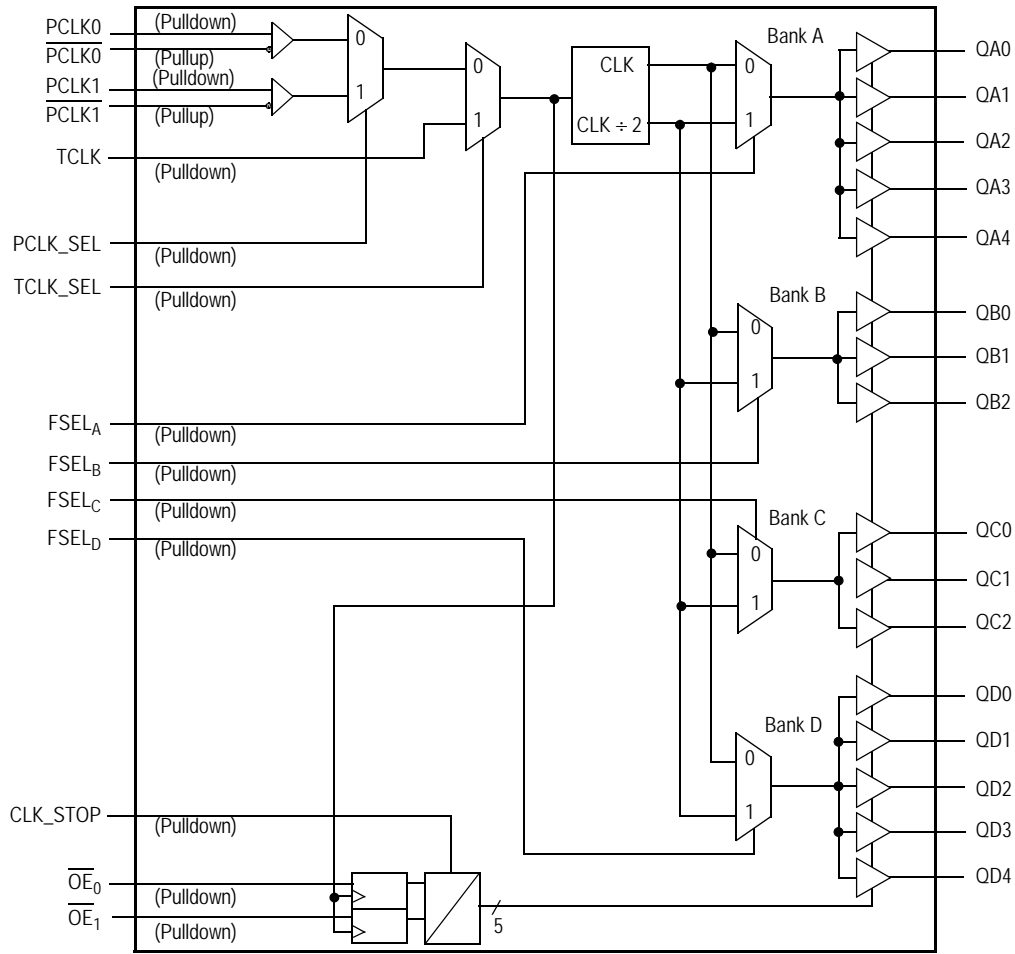 PCLK0 (Pulldown)
PCLK0 (Pullup)
PCLK1 (Pulldown)
PCLK1 (Pullup)
TCLK (Pulldown)
PCLK_SEL (Pulldown)
TCLK_SEL (Pulldown)
FSELA (Pulldown)
FSELB (Pulldown)
FSELC (Pulldown)
FSELD (Pulldown)
CLK_STOP (Pulldown)
OE0 (Pulldown)
OE1 (Pulldown)
0
1
0
1
CLK
CLK ÷ 2
Bank A
0
1
QA0
QA1
QA2
QA3
QA4
Bank B
0
1
QB0
QB1
QB2
Bank C
0
1
QC0
QC1
QC2
Bank D
0
1
QD0
QD1
QD2
QD3
QD4
5